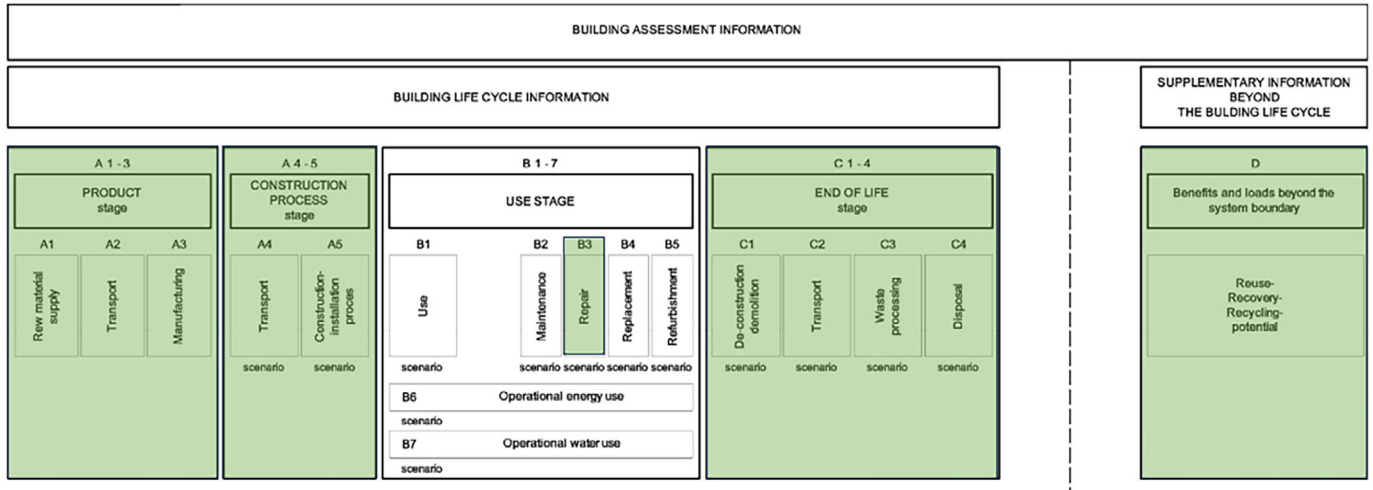 BUILDING ASSESSMENT INFORMATION
BUILDING LIFE CYCLE INFORMATION
SUPPLEMENTARY INFORMATION
BEYOND
THE BULDING LIFE CYCLE
A 1 - 3
PRODUCT
stage
A1
A2
A3
Rew material
supply
Transport
Manufacturing
A 4 - 5
CONSTRUCTION
PROCESS
stage
A4
A5
Transport
Construction-
installation
proces
scenario
scenario
B 1 - 7
USE STAGE
B1
B2
B3
B4
B5
Use
Maintenance
Repair
Replacement
Refurbishment
scenario
scenario
scenario
scenario
scenario
B6
Operational energy use
scenario
B7
Operational water use
scenario
C 1 - 4
END OF LIFE
stage
C1
C2
C3
C4
De-construction
demolition
Transport
Waste
processing
Disposal
scenario
scenario
scenario
scenario
D
Benefits and loads beyond the
system boundary
Reuse-
Recovery-
Recycling-
potential